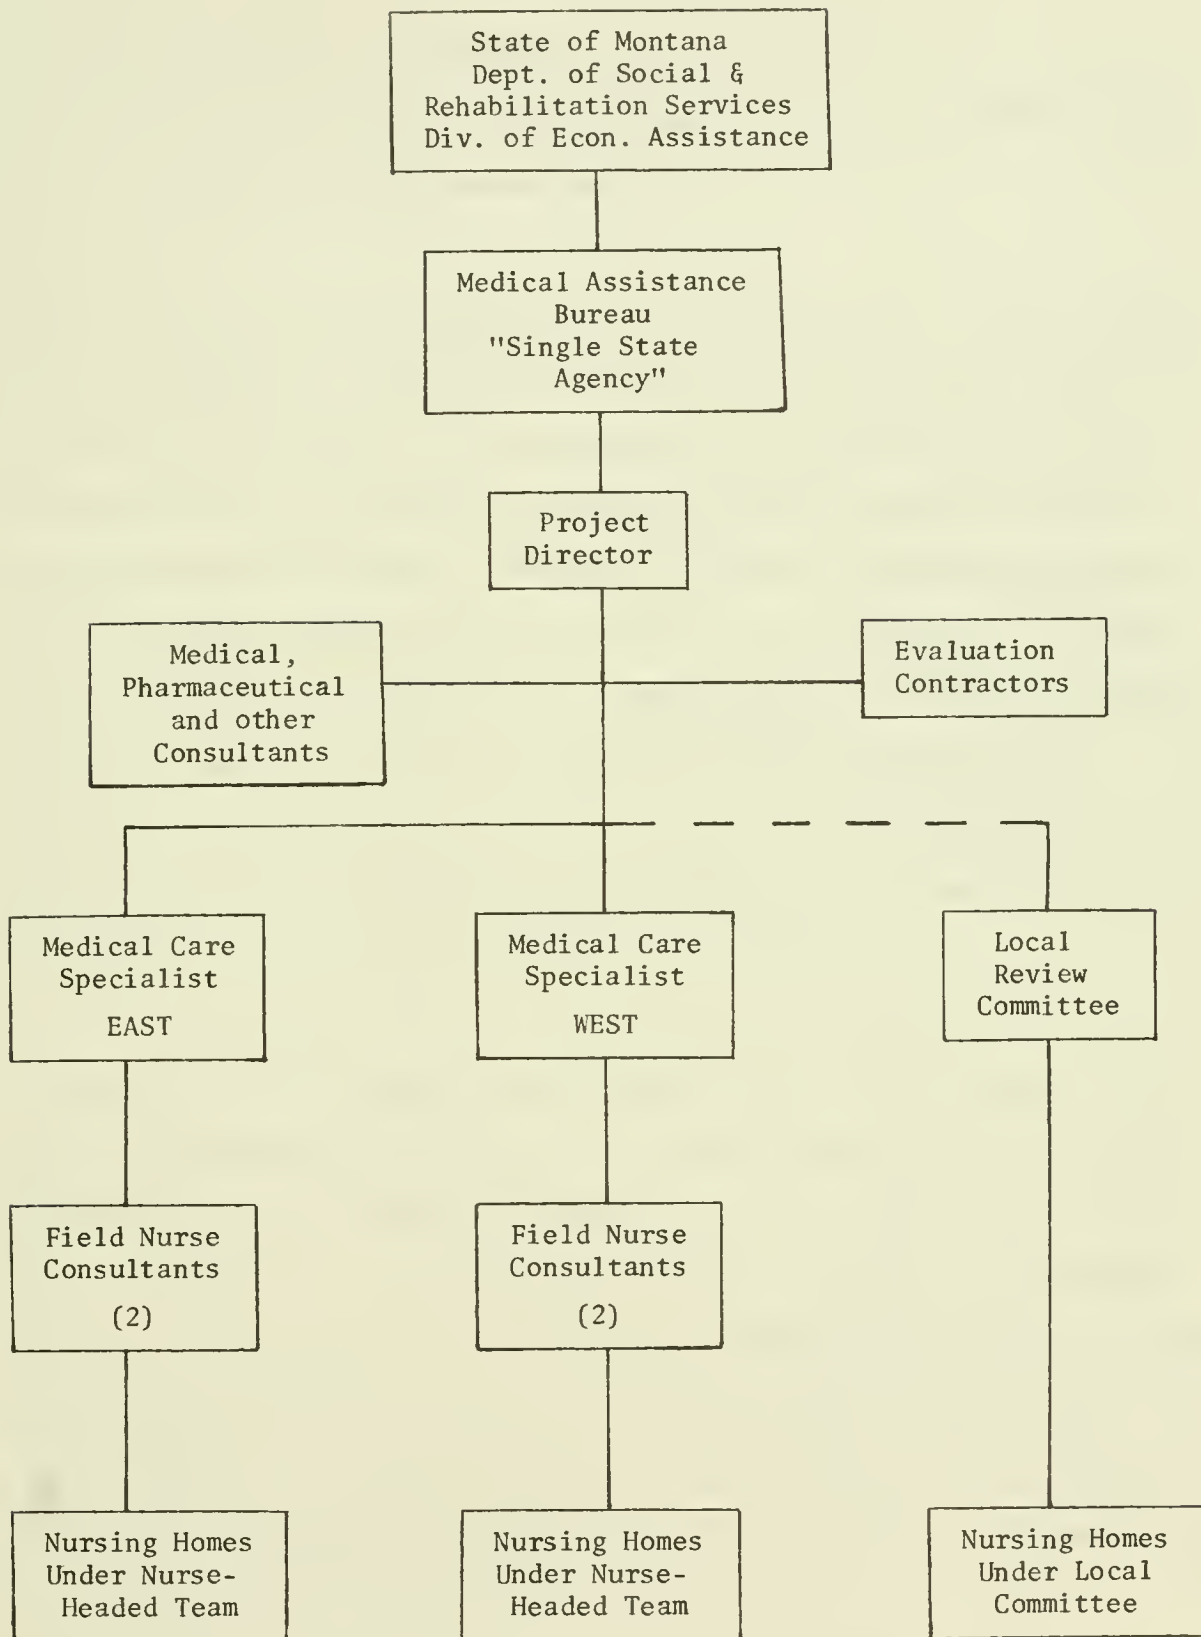 State of Montana
Dept. of Social &
Rehabilitation Services
Div. of Econ. Assistance
Medical Assistance
Bureau
"Single State
Agency"
Project
Director
Medical,
Pharmaceutical
and other
Consultants
Evaluation
Contractors
Medical Care
Specialist
EAST
Medical Care
Specialist
WEST
Local
Review
Committee
Field Nurse
Consultants
(2)
Field Nurse
Consultants
(2)
Nursing Homes
Under Nurse-
Headed Team
Nursing Homes
Under Nurse-
Headed Team
Nursing Homes
Under Local
Committee